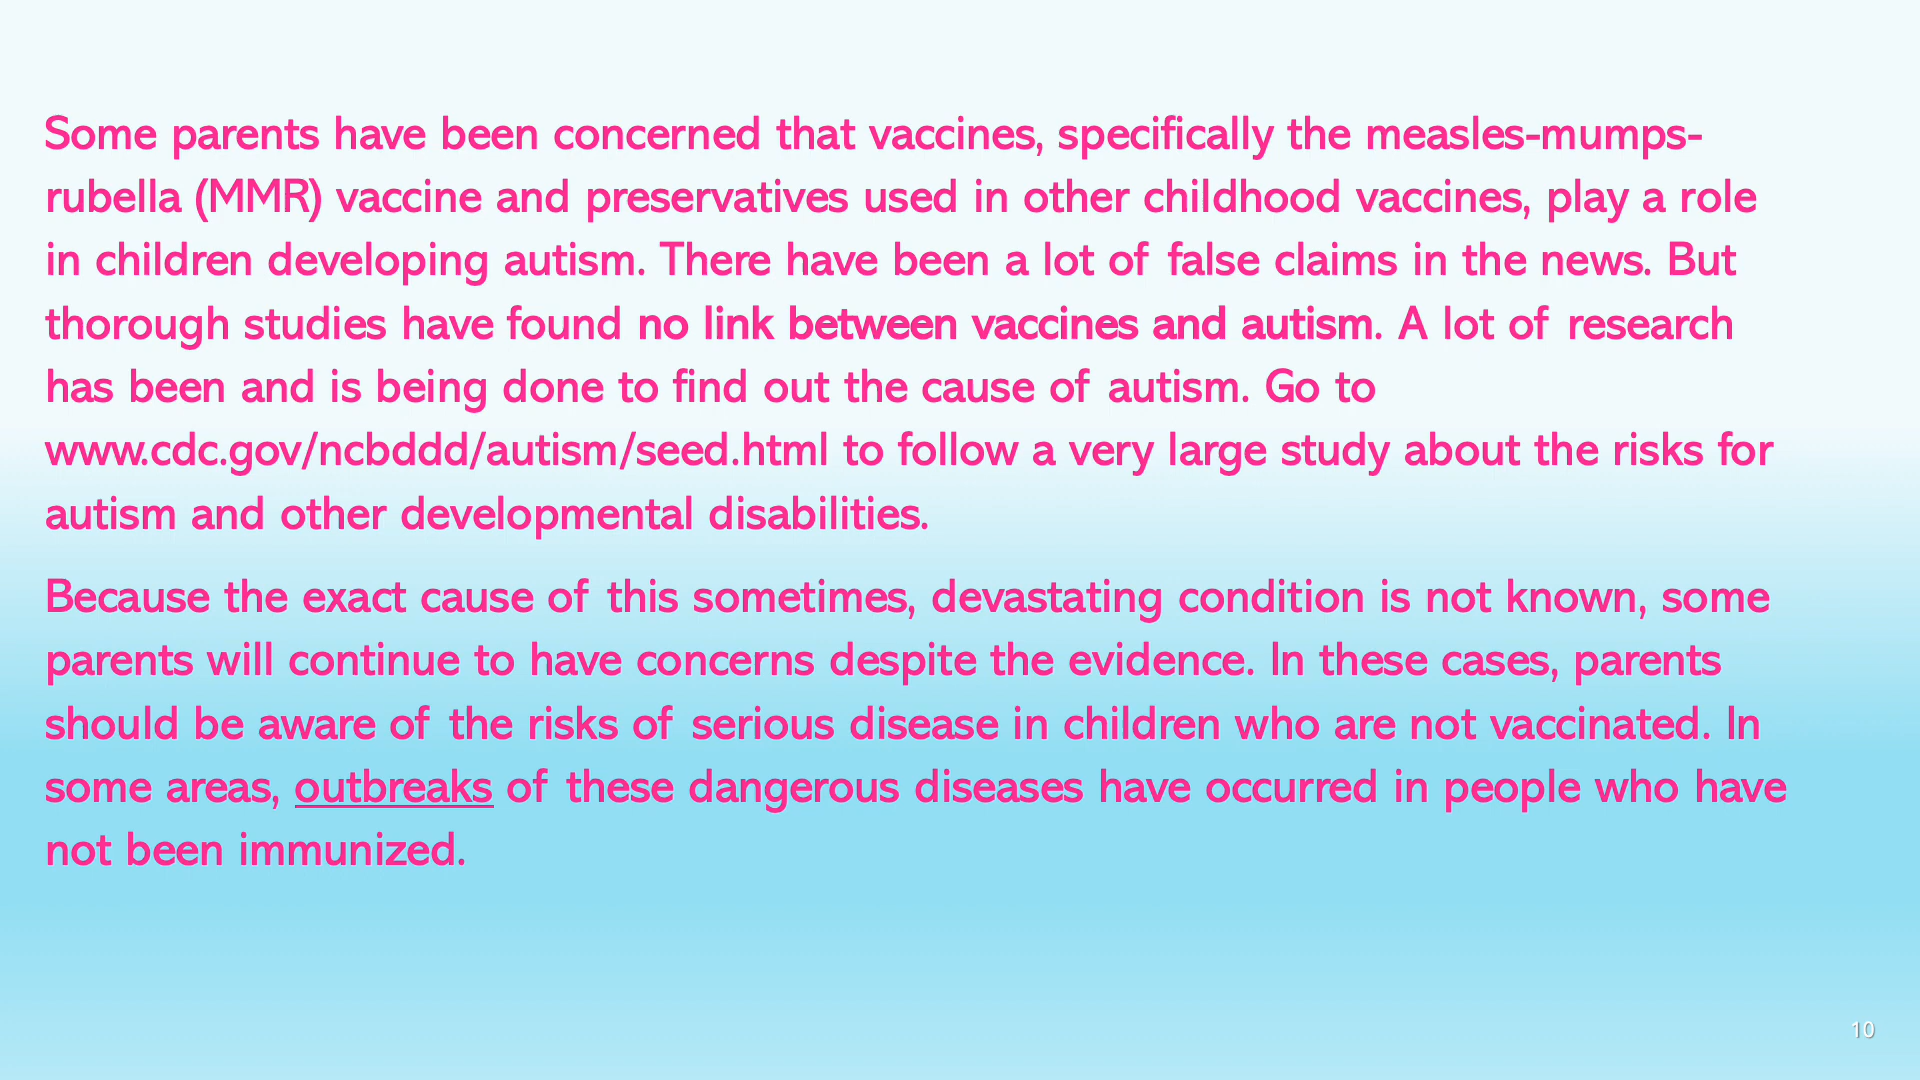 Some parents have been concerned that vaccines, specifically the measles-mumps-
rubella (MMR) vaccine and preservatives used in other childhood vaccines, play a role
in children developing autism. There have been a lot of false claims in the news. But
thorough studies have found no link between vaccines and autism. A lot of research
has been and is being done to find out the cause of autism. Go to
www.cdc.gov/ncbddd/autism/seed.html to follow a very large study about the risks for
autism and other developmental disabilities.
Because the exact cause of this sometimes, devastating condition is not known, some
parents will continue to have concerns despite the evidence. In these cases, parents
should be aware of the risks of serious disease in children who are not vaccinated. In
some areas, outbreaks of these dangerous diseases have occurred in people who have
not been immunized.
10